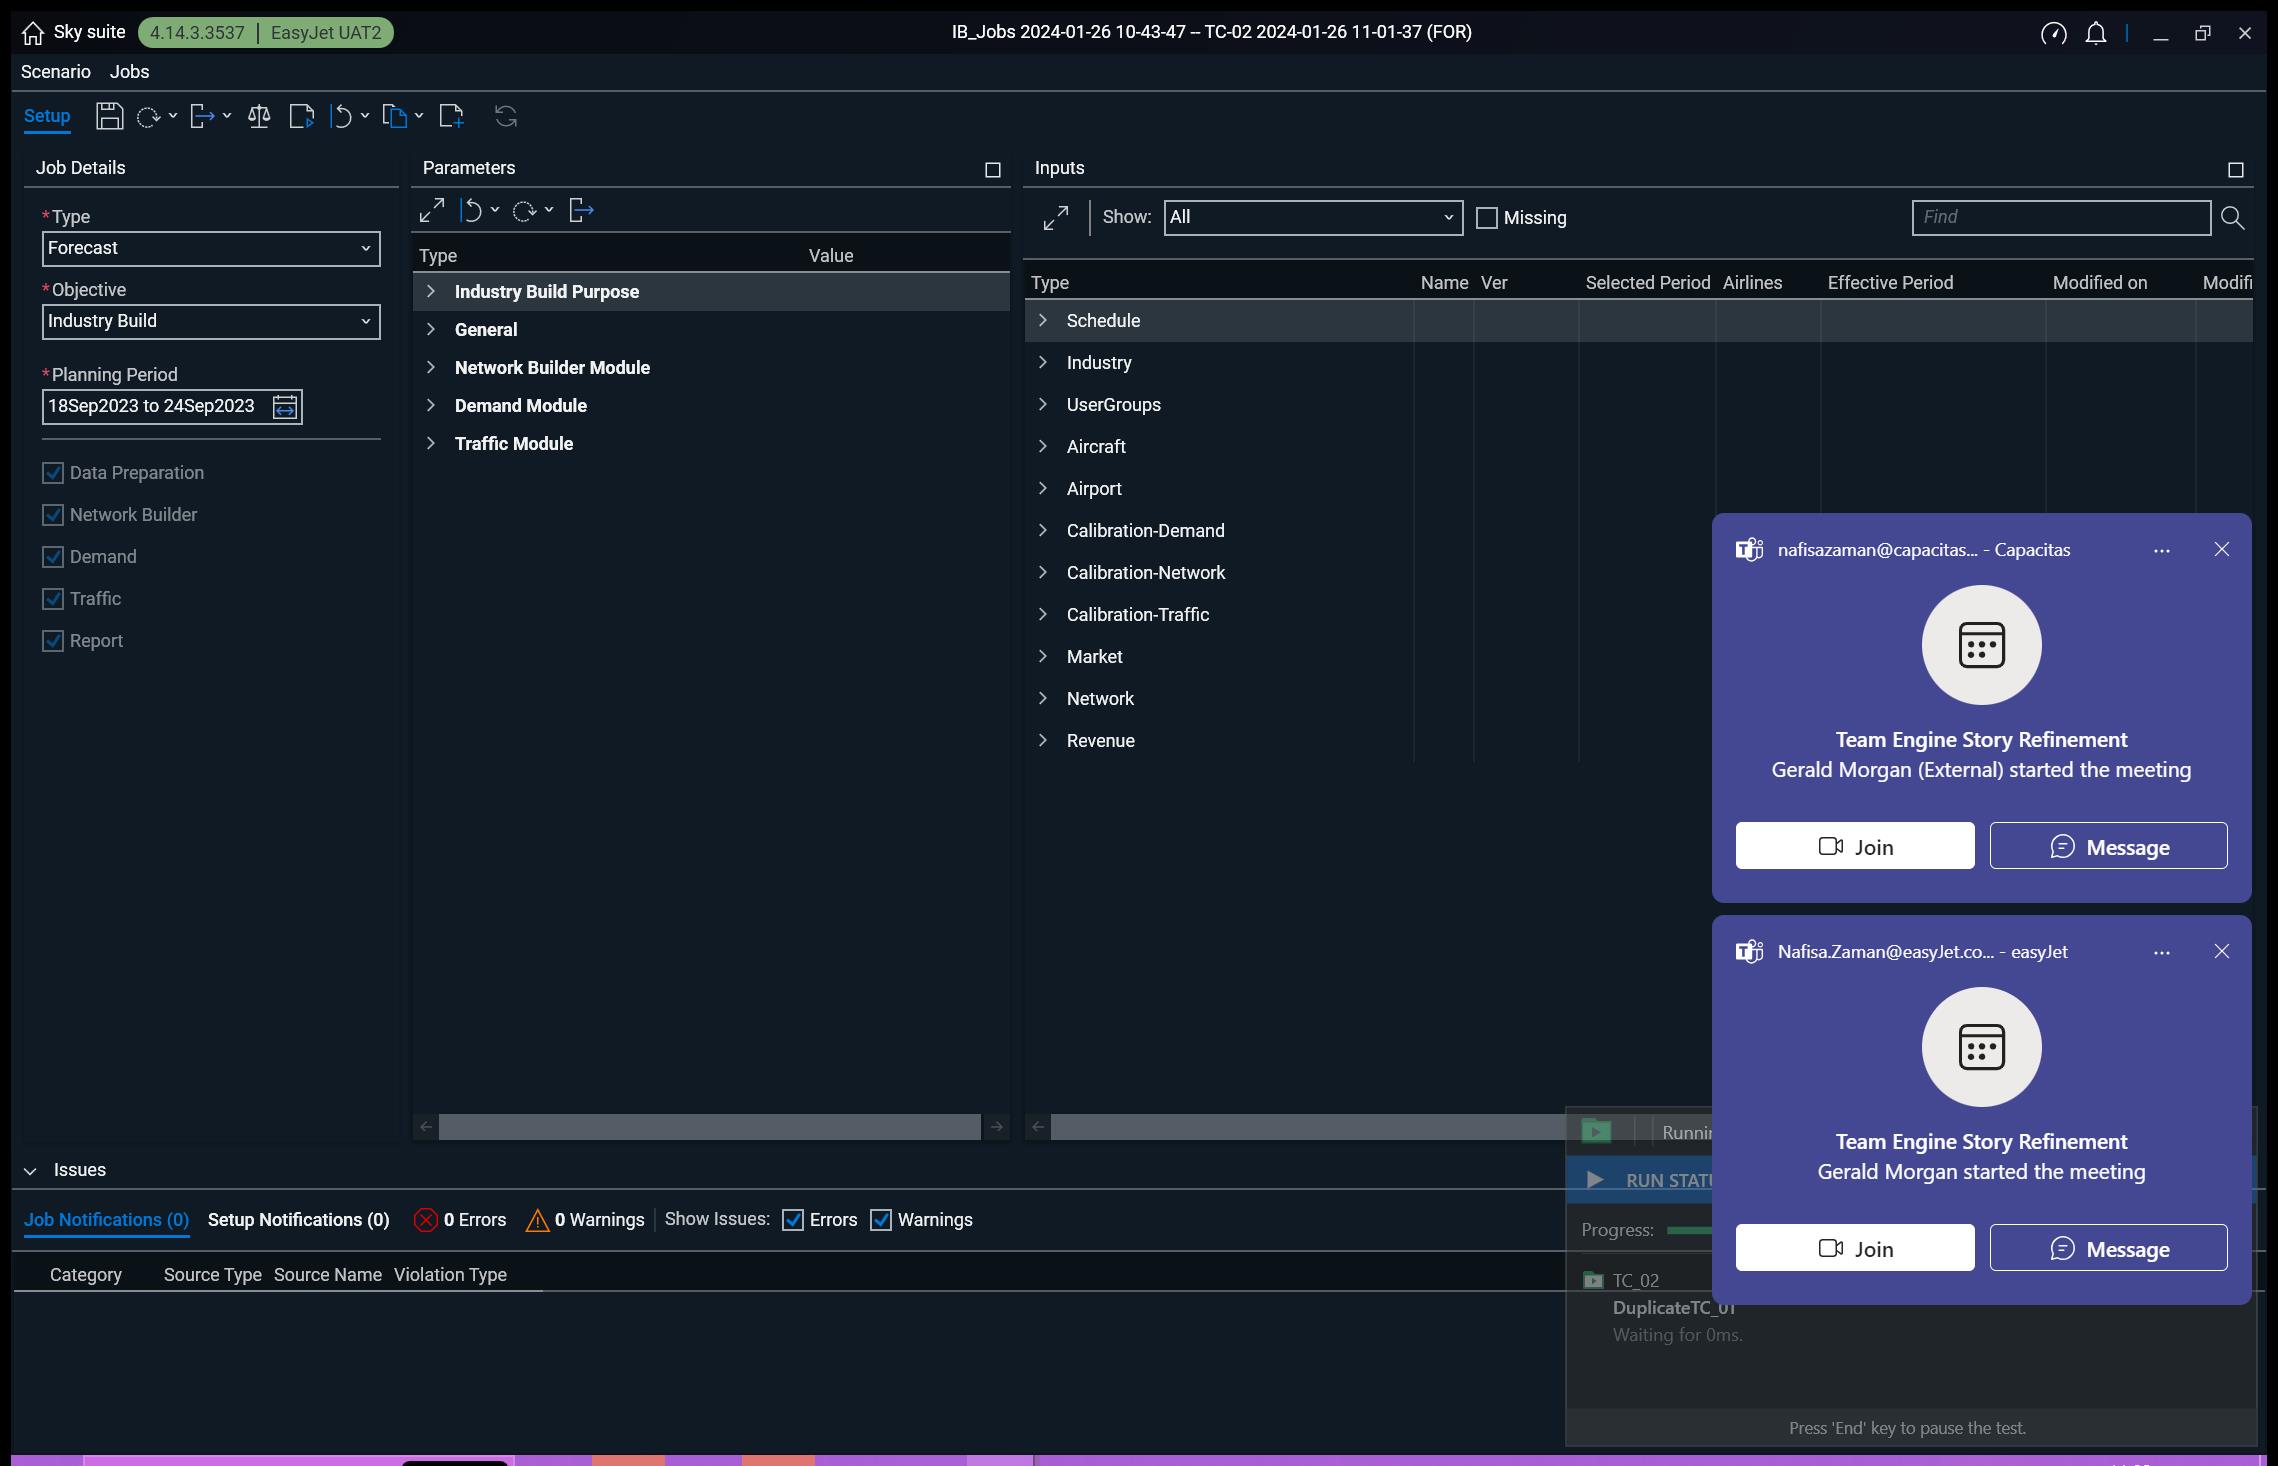 Sky suite 4.14.3.3537 | EasyJet UAT2
IB_Jobs 2024-01-26 10-43-47 -- TC-02 2024-01-26 11-01-37 (FOR)
Scenario Jobs
Setup
Job Details
*Type
Forecast
*Objective
Industry Build
*Planning Period
18Sep2023 to 24Sep2023
Data Preparation
Network Builder
Demand
Traffic
Report
Parameters
Type Value
Industry Build Purpose
General
Network Builder Module
Demand Module
Traffic Module
Inputs
Show: All Missing Find
Type Name Ver Selected Period Airlines Effective Period Modified on Modifi
Schedule
Industry
UserGroups
Aircraft
Airport
Calibration-Demand
Calibration-Network
Calibration-Traffic
Market
Network
Revenue
nafisazaman@capacitas... - Capacitas
Team Engine Story Refinement
Gerald Morgan (External) started the meeting
Join Message
Nafisa.Zaman@easyJet.co... - easyJet
Team Engine Story Refinement
Gerald Morgan started the meeting
Join Message
Issues
Job Notifications (0) Setup Notifications (0) 0 Errors 0 Warnings Show Issues: Errors Warnings
Category Source Type Source Name Violation Type
Runnin
RUN STATU
Progress:
TC_02
DuplicateTC_01
Waiting for 0ms.
Press 'End' key to pause the test.